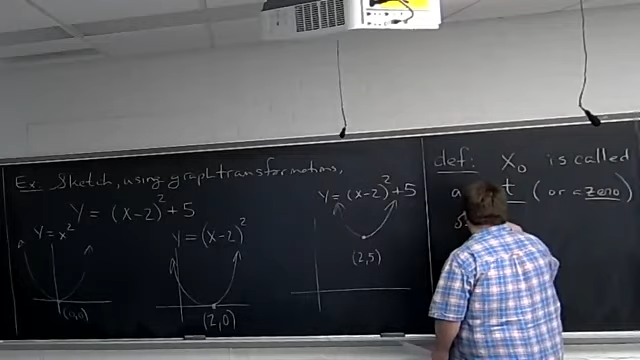 Ex: Sketch, using graph transformations,
y = (x-2)² + 5
y = x²
(0,0)
y = (x-2)²
(2,0)
y = (x-2)² + 5
(2,5)
def: x₀ is called
a t (or a zero)